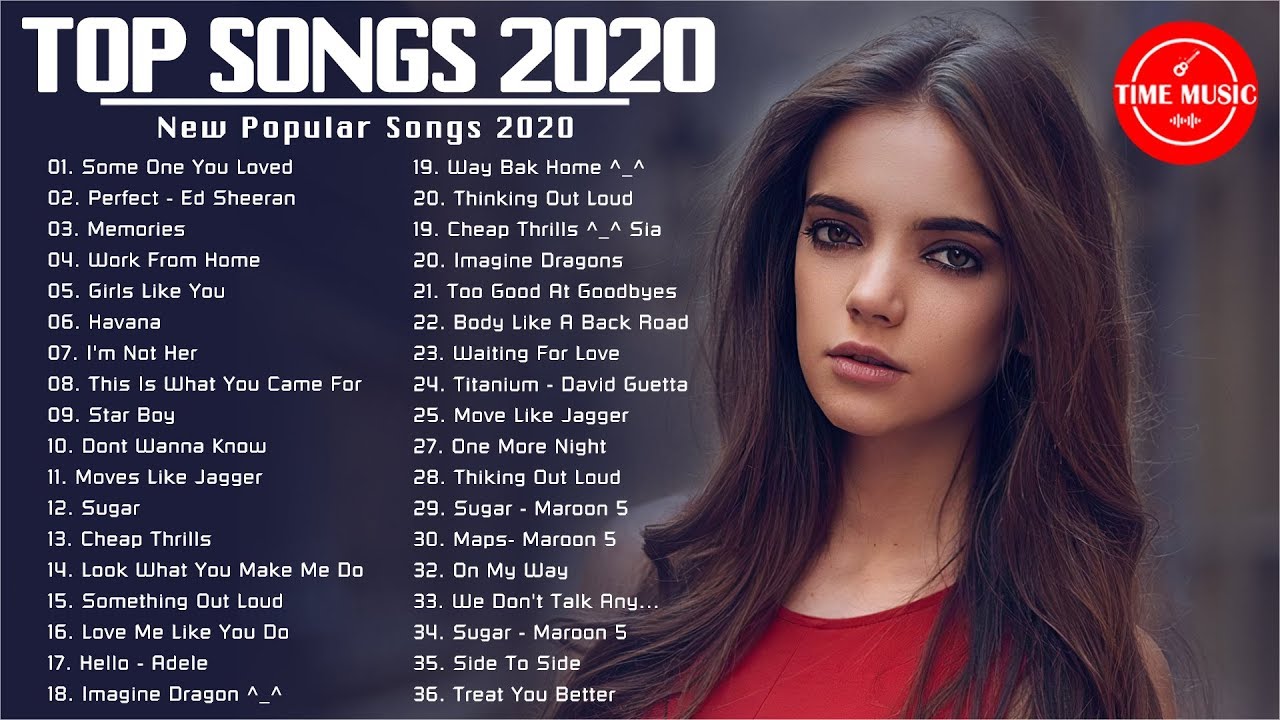 TOP SONGS 2020
New Popular Songs 2020
01. Some One You Loved
02. Perfect - Ed Sheeran
03. Memories
04. Work From Home
05. Girls Like You
06. Havana
07. I'm Not Her
08. This Is What You Came For
09. Star Boy
10. Dont Wanna Know
11. Moves Like Jagger
12. Sugar
13. Cheap Thrills
14. Look What You Make Me Do
15. Something Out Loud
16. Love Me Like You Do
17. Hello - Adele
18. Imagine Dragon ^_^
19. Way Bak Home ^_^
20. Thinking Out Loud
19. Cheap Thrills ^_^ Sia
20. Imagine Dragons
21. Too Good At Goodbyes
22. Body Like A Back Road
23. Waiting For Love
24. Titanium - David Guetta
25. Move Like Jagger
27. One More Night
28. Thiking Out Loud
29. Sugar - Maroon 5
30. Maps- Maroon 5
32. On My Way
33. We Don't Talk Any...
34. Sugar - Maroon 5
35. Side To Side
36. Treat You Better
TIME MUSIC